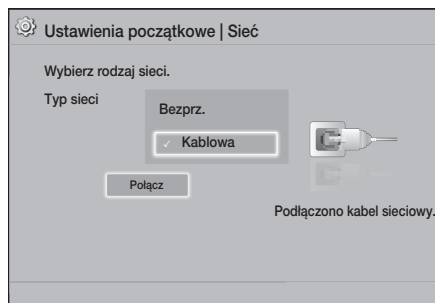 Ustawienia początkowe | Sieć
Wybierz rodzaj sieci.
Typ sieci
Bezprz.
✓ Kablowa
Połącz
Podłączono kabel sieciowy.